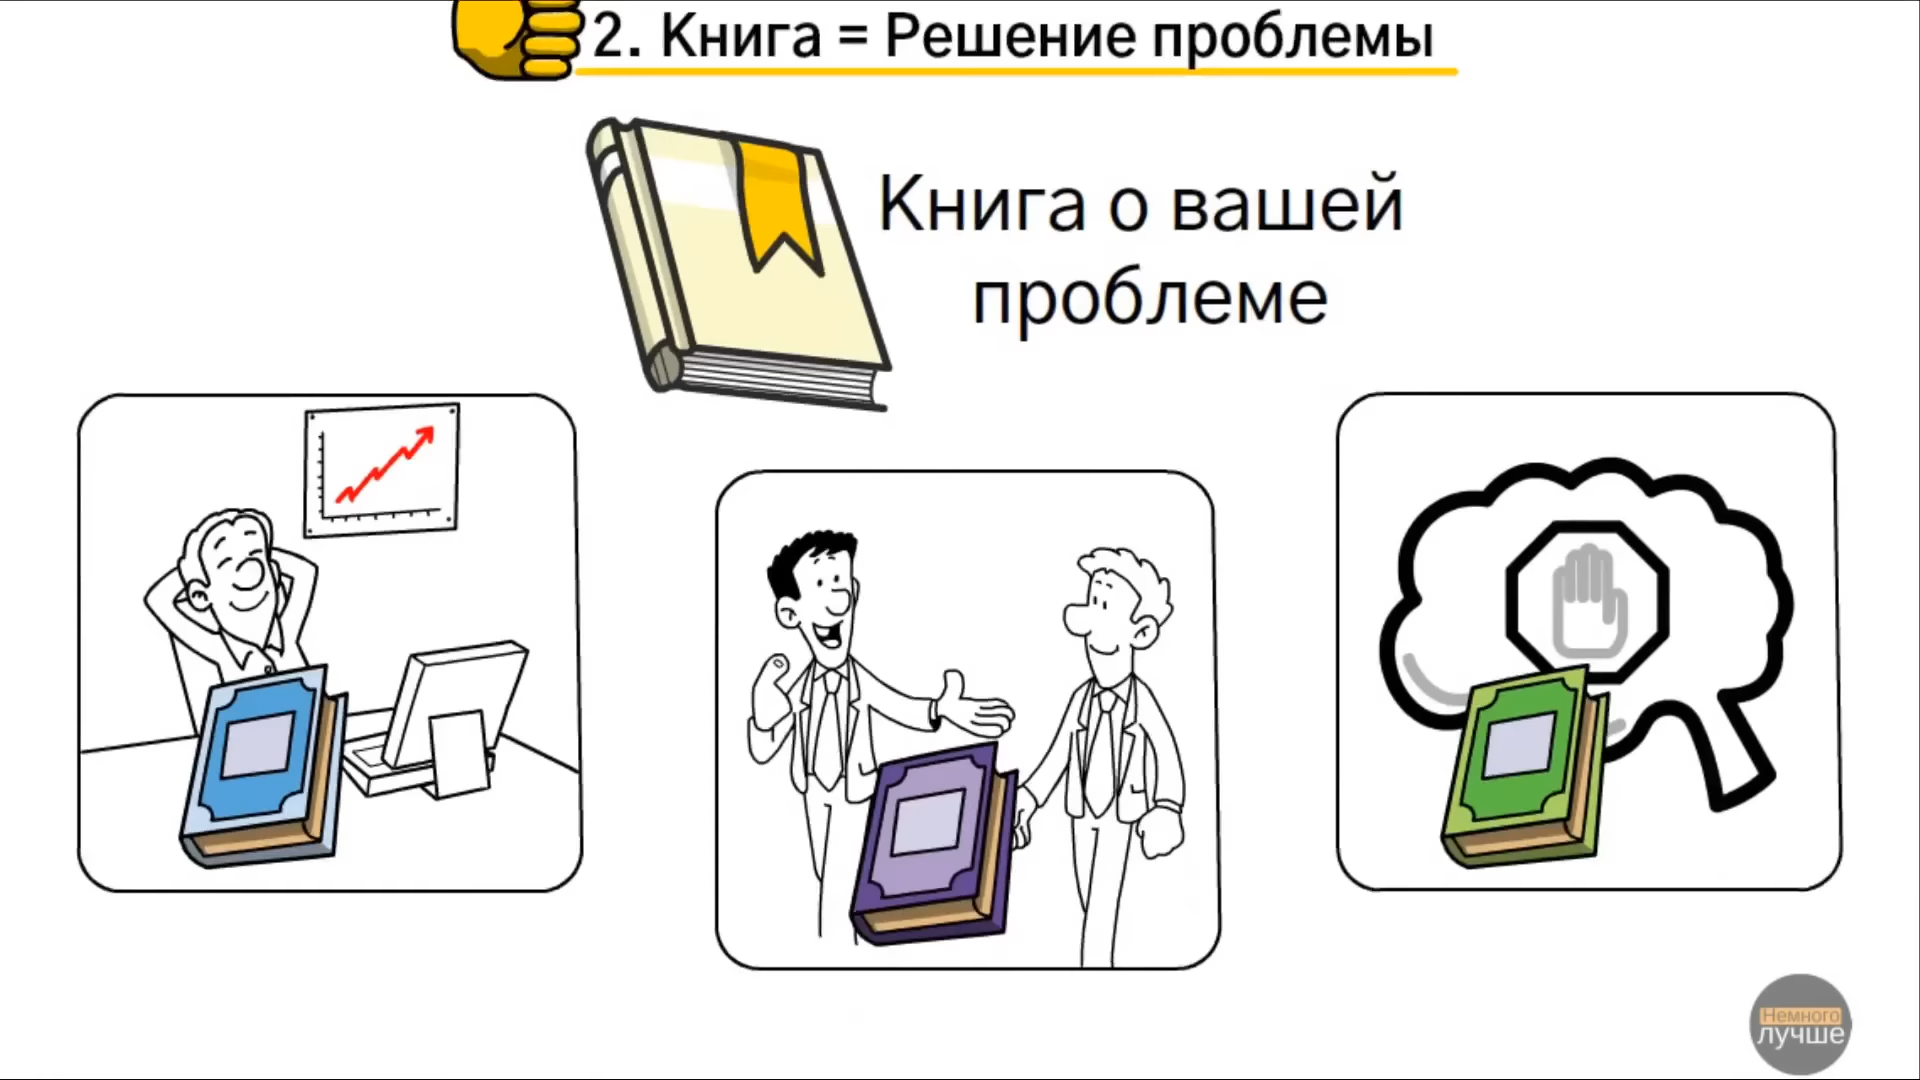 2. Книга = Решение проблемы
Книга о вашей
проблеме
Немного
лучше